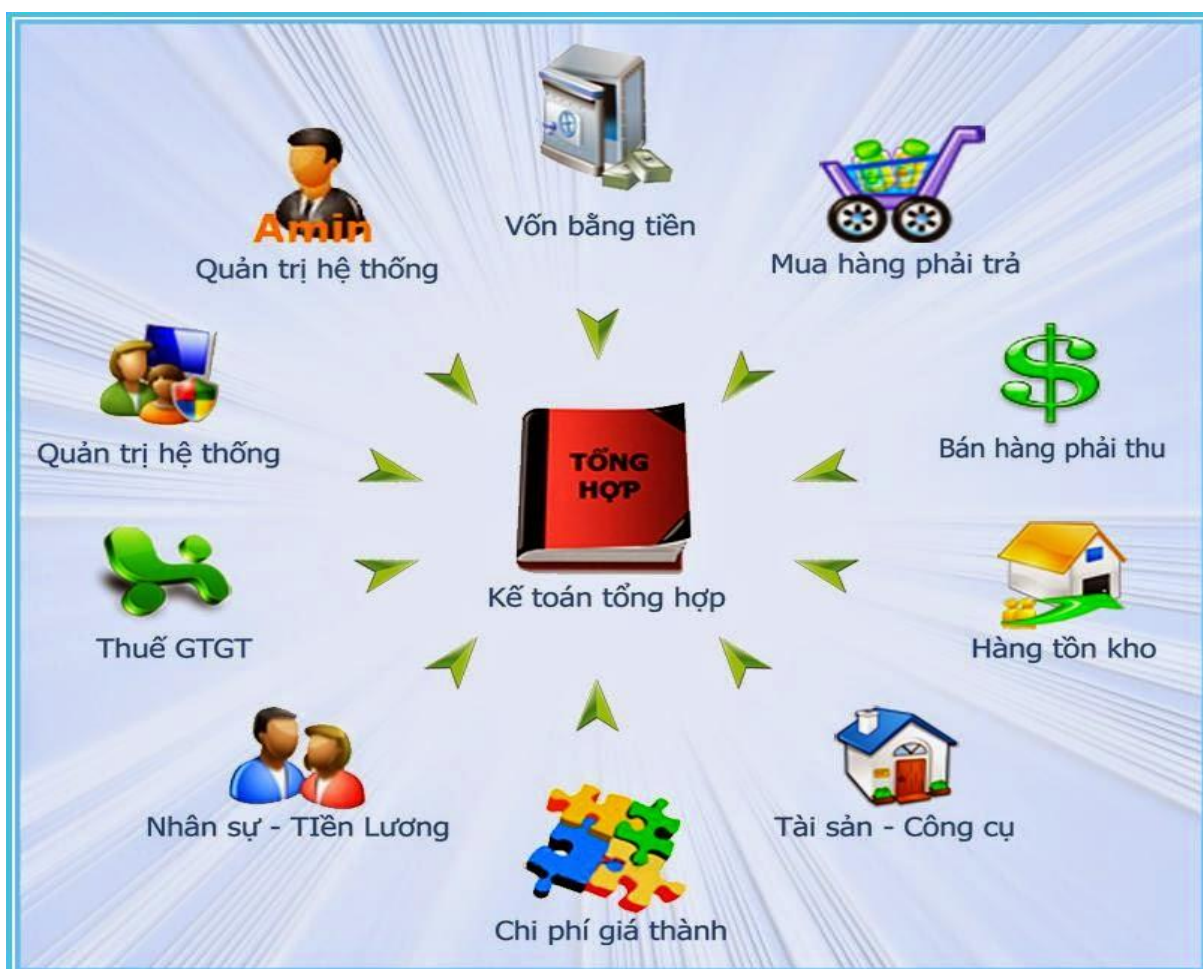 Vốn bằng tiền
Amin
Quản trị hệ thống
Mua hàng phải trả
Quản trị hệ thống
Bán hàng phải thu
TỔNG
HỢP
Kế toán tổng hợp
Thuế GTGT
Hàng tồn kho
Nhân sự - TIền Lương
Tài sản - Công cụ
Chi phí giá thành